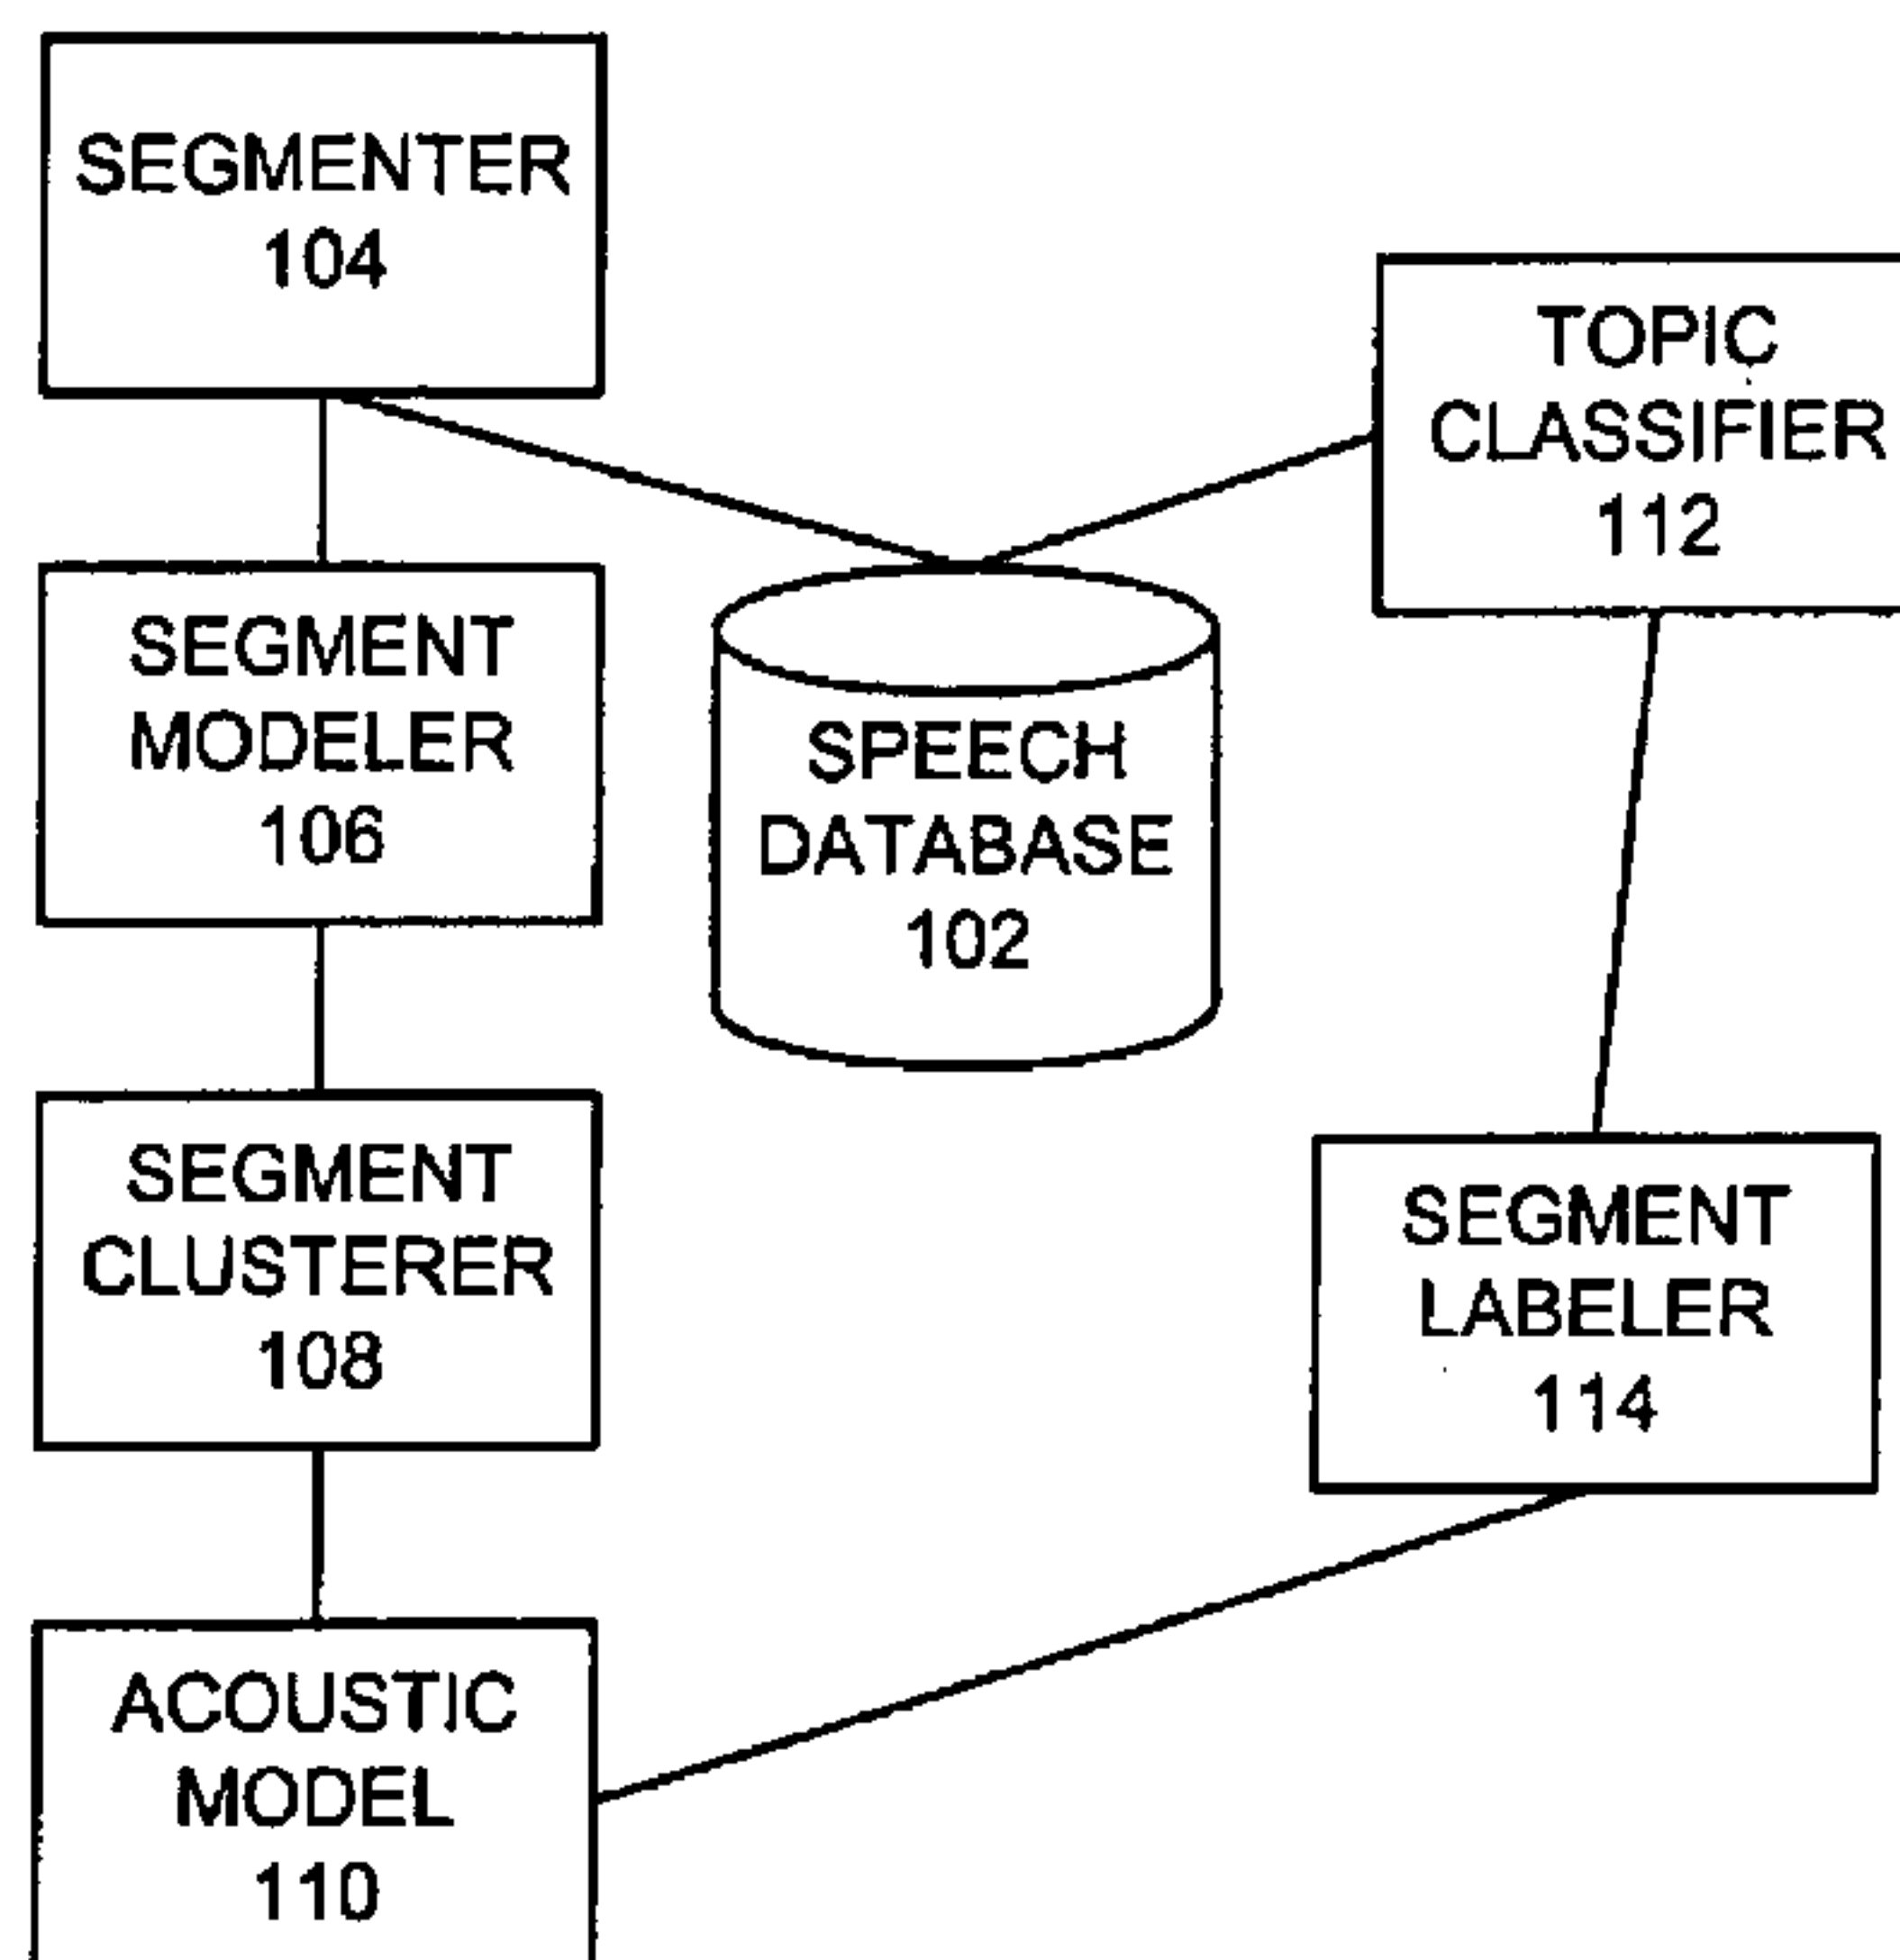 SEGMENTER
104
TOPIC
CLASSIFIER
112
SEGMENT
MODELER
106
SPEECH
DATABASE
102
SEGMENT
CLUSTERER
108
SEGMENT
LABELER
114
ACOUSTIC
MODEL
110